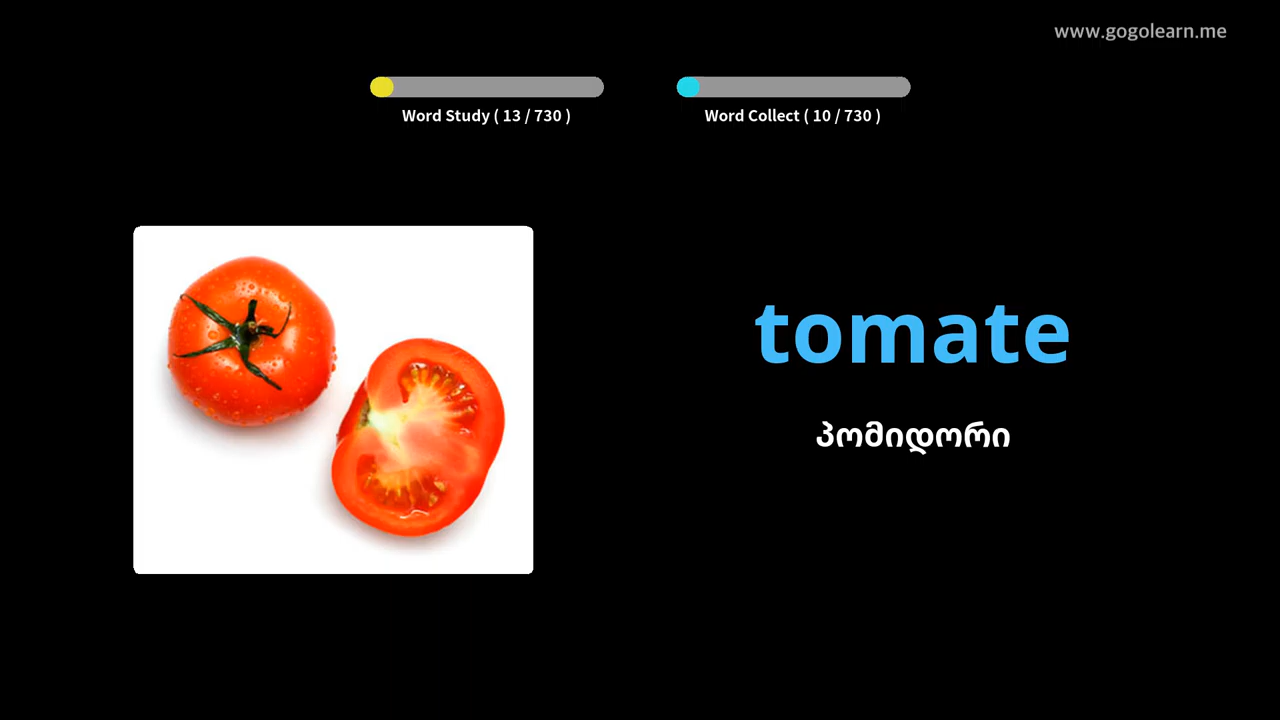 www.gogolearn.me
Word Study ( 13 / 730 )
Word Collect ( 10 / 730 )
tomate
პომიდორი